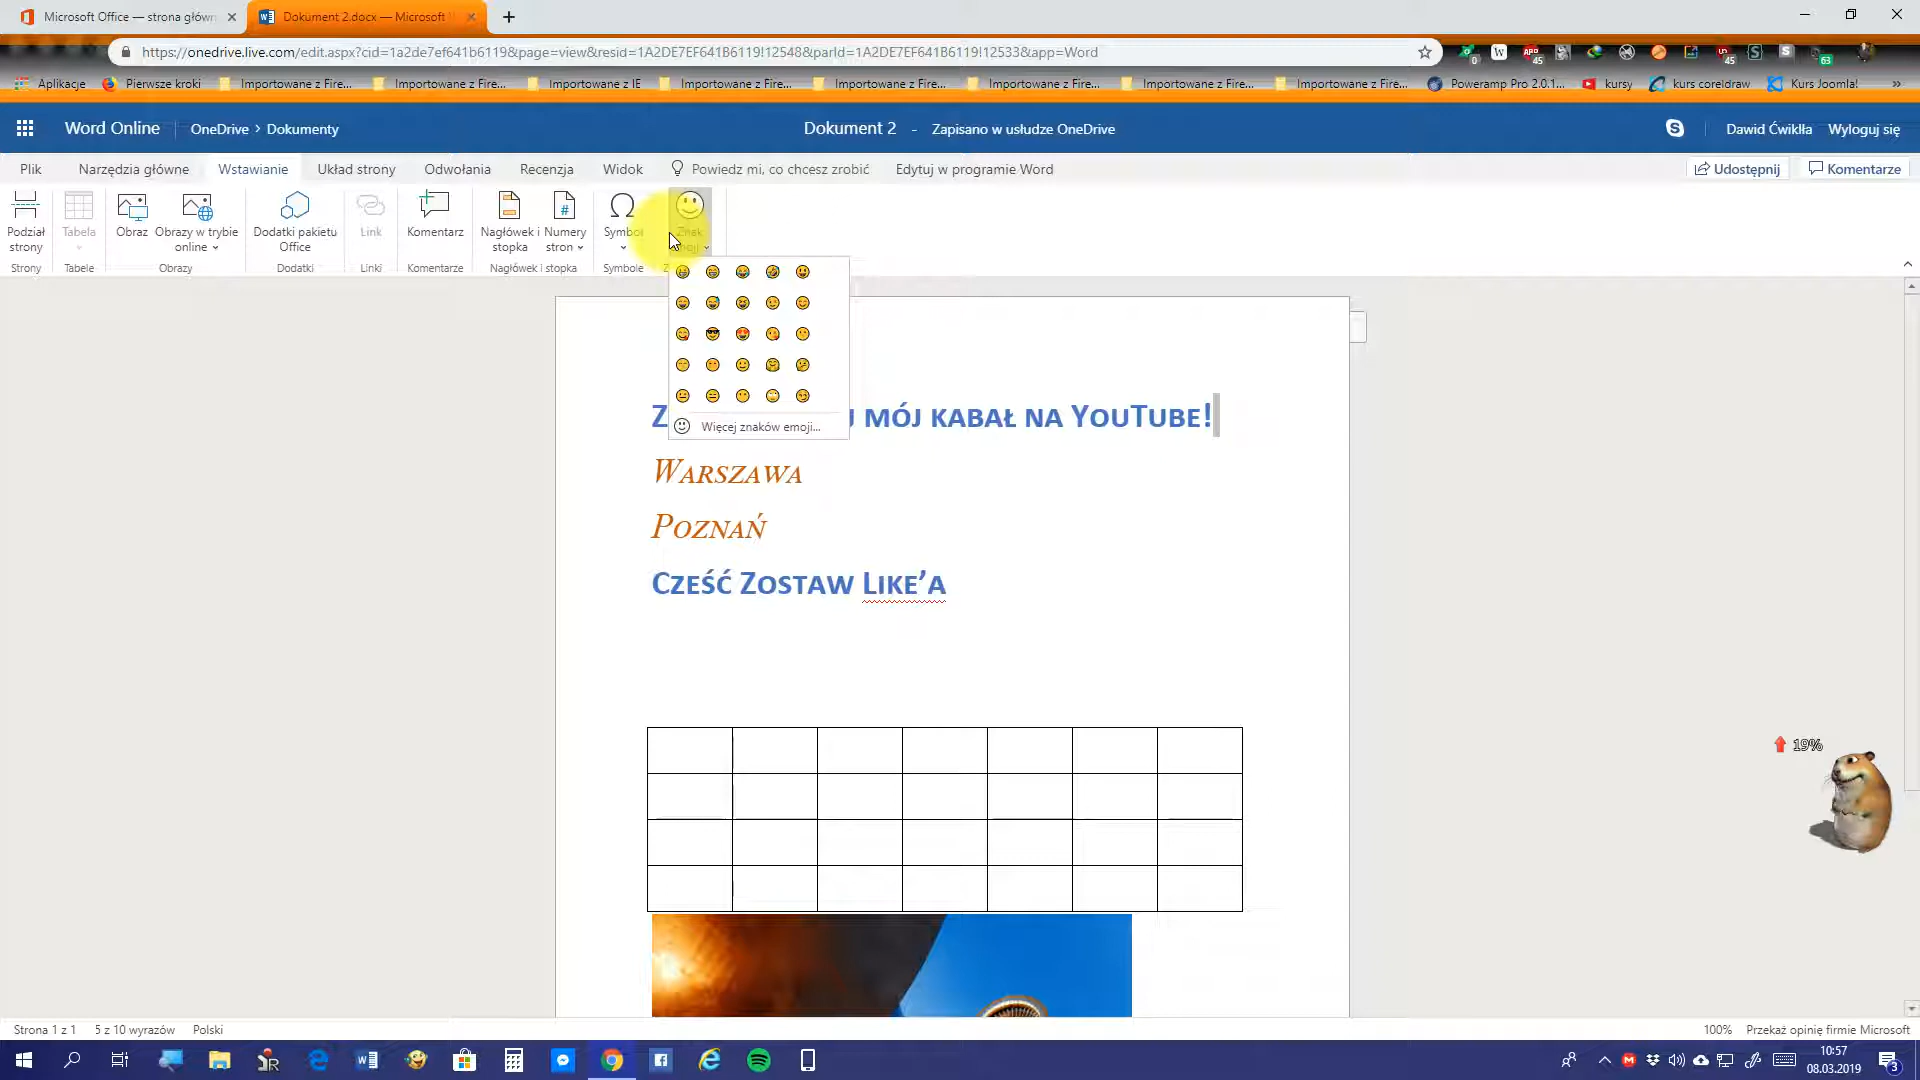 Microsoft Office — strona główn
Dokument 2.docx — Microsoft
https://onedrive.live.com/edit.aspx?cid=1a2de7ef641b6119&page=view&resid=1A2DE7EF641B6119!12548&parId=1A2DE7EF641B6119!12533&app=Word
0
45
45
63
Aplikacje Pierwsze kroki Importowane z Fire... Importowane z Fire... Importowane z IE Importowane z Fire... Importowane z Fire... Importowane z Fire... Importowane z Fire... Importowane z Fire... Poweramp Pro 2.0.1... kursy kurs coreldraw Kurs Joomla! »
Word Online OneDrive › Dokumenty Dokument 2 - Zapisano w usłudze OneDrive Dawid Ćwiklła Wyloguj się
Plik Narzędzia główne Wstawianie Układ strony Odwołania Recenzja Widok Powiedz mi, co chcesz zrobić Edytuj w programie Word Udostępnij Komentarze
Podział strony
Tabela
Obraz
Obrazy w trybie online
Dodatki pakietu Office
Link
Komentarz
Nagłówek i stopka
Numery stron
Symbol
Znak
Strony Tabele Obrazy Dodatki Linki Komentarze Nagłówek i stopka Symbole
Więcej znaków emoji...
mój kabał na YouTube!
Warszawa
Poznań
Cześć Zostaw Like’a
19%
Strona 1 z 1 5 z 10 wyrazów Polski 100% Przekaż opinię firmie Microsoft
10:57
08.03.2019
3